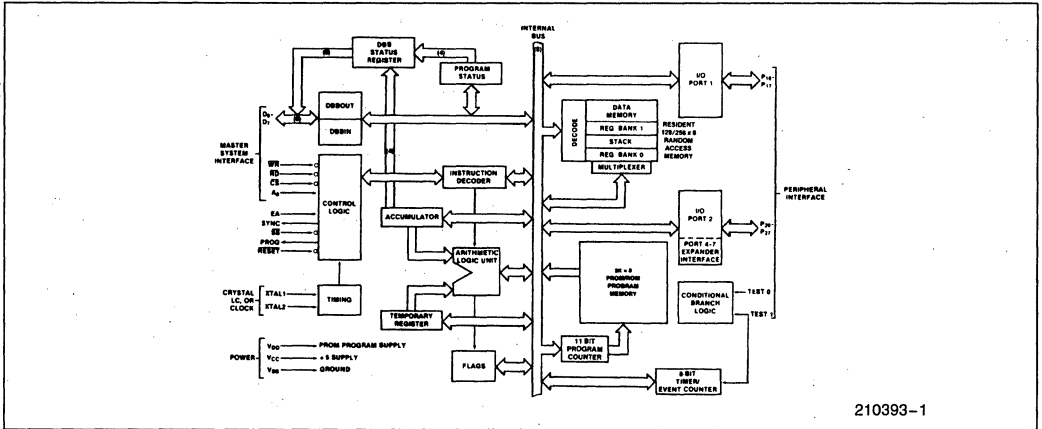 INTERNAL
BUS
(8)
DBB
STATUS
REGISTER
(8)
(4)
PROGRAM
STATUS
I/O
PORT 1
P10-
P17
D0-
D7
(8)
DBBOUT
DBBIN
DECODE
DATA
MEMORY
REG BANK 1
STACK
REG BANK 0
MULTIPLEXER
RESIDENT
128/256 x 8
RANDOM
ACCESS
MEMORY
MASTER
SYSTEM
INTERFACE
WR
RD
CS
A0
EA
SYNC
SS
PROG
RESET
CONTROL
LOGIC
(4)
INSTRUCTION
DECODER
ACCUMULATOR
ARITHMETIC
LOGIC UNIT
PERIPHERAL
INTERFACE
I/O
PORT 2
PORT 4-7
EXPANDER
INTERFACE
P20-
P27
CRYSTAL
LC, OR
CLOCK
XTAL1
XTAL2
TIMING
TEMPORARY
REGISTER
PROM/ROM
PROGRAM
MEMORY
CONDITIONAL
BRANCH
LOGIC
TEST 0
TEST 1
POWER
VDD
PROM PROGRAM SUPPLY
VCC
+5 SUPPLY
VSS
GROUND
FLAGS
11 BIT
PROGRAM
COUNTER
8-BIT
TIMER/
EVENT COUNTER
210393-1